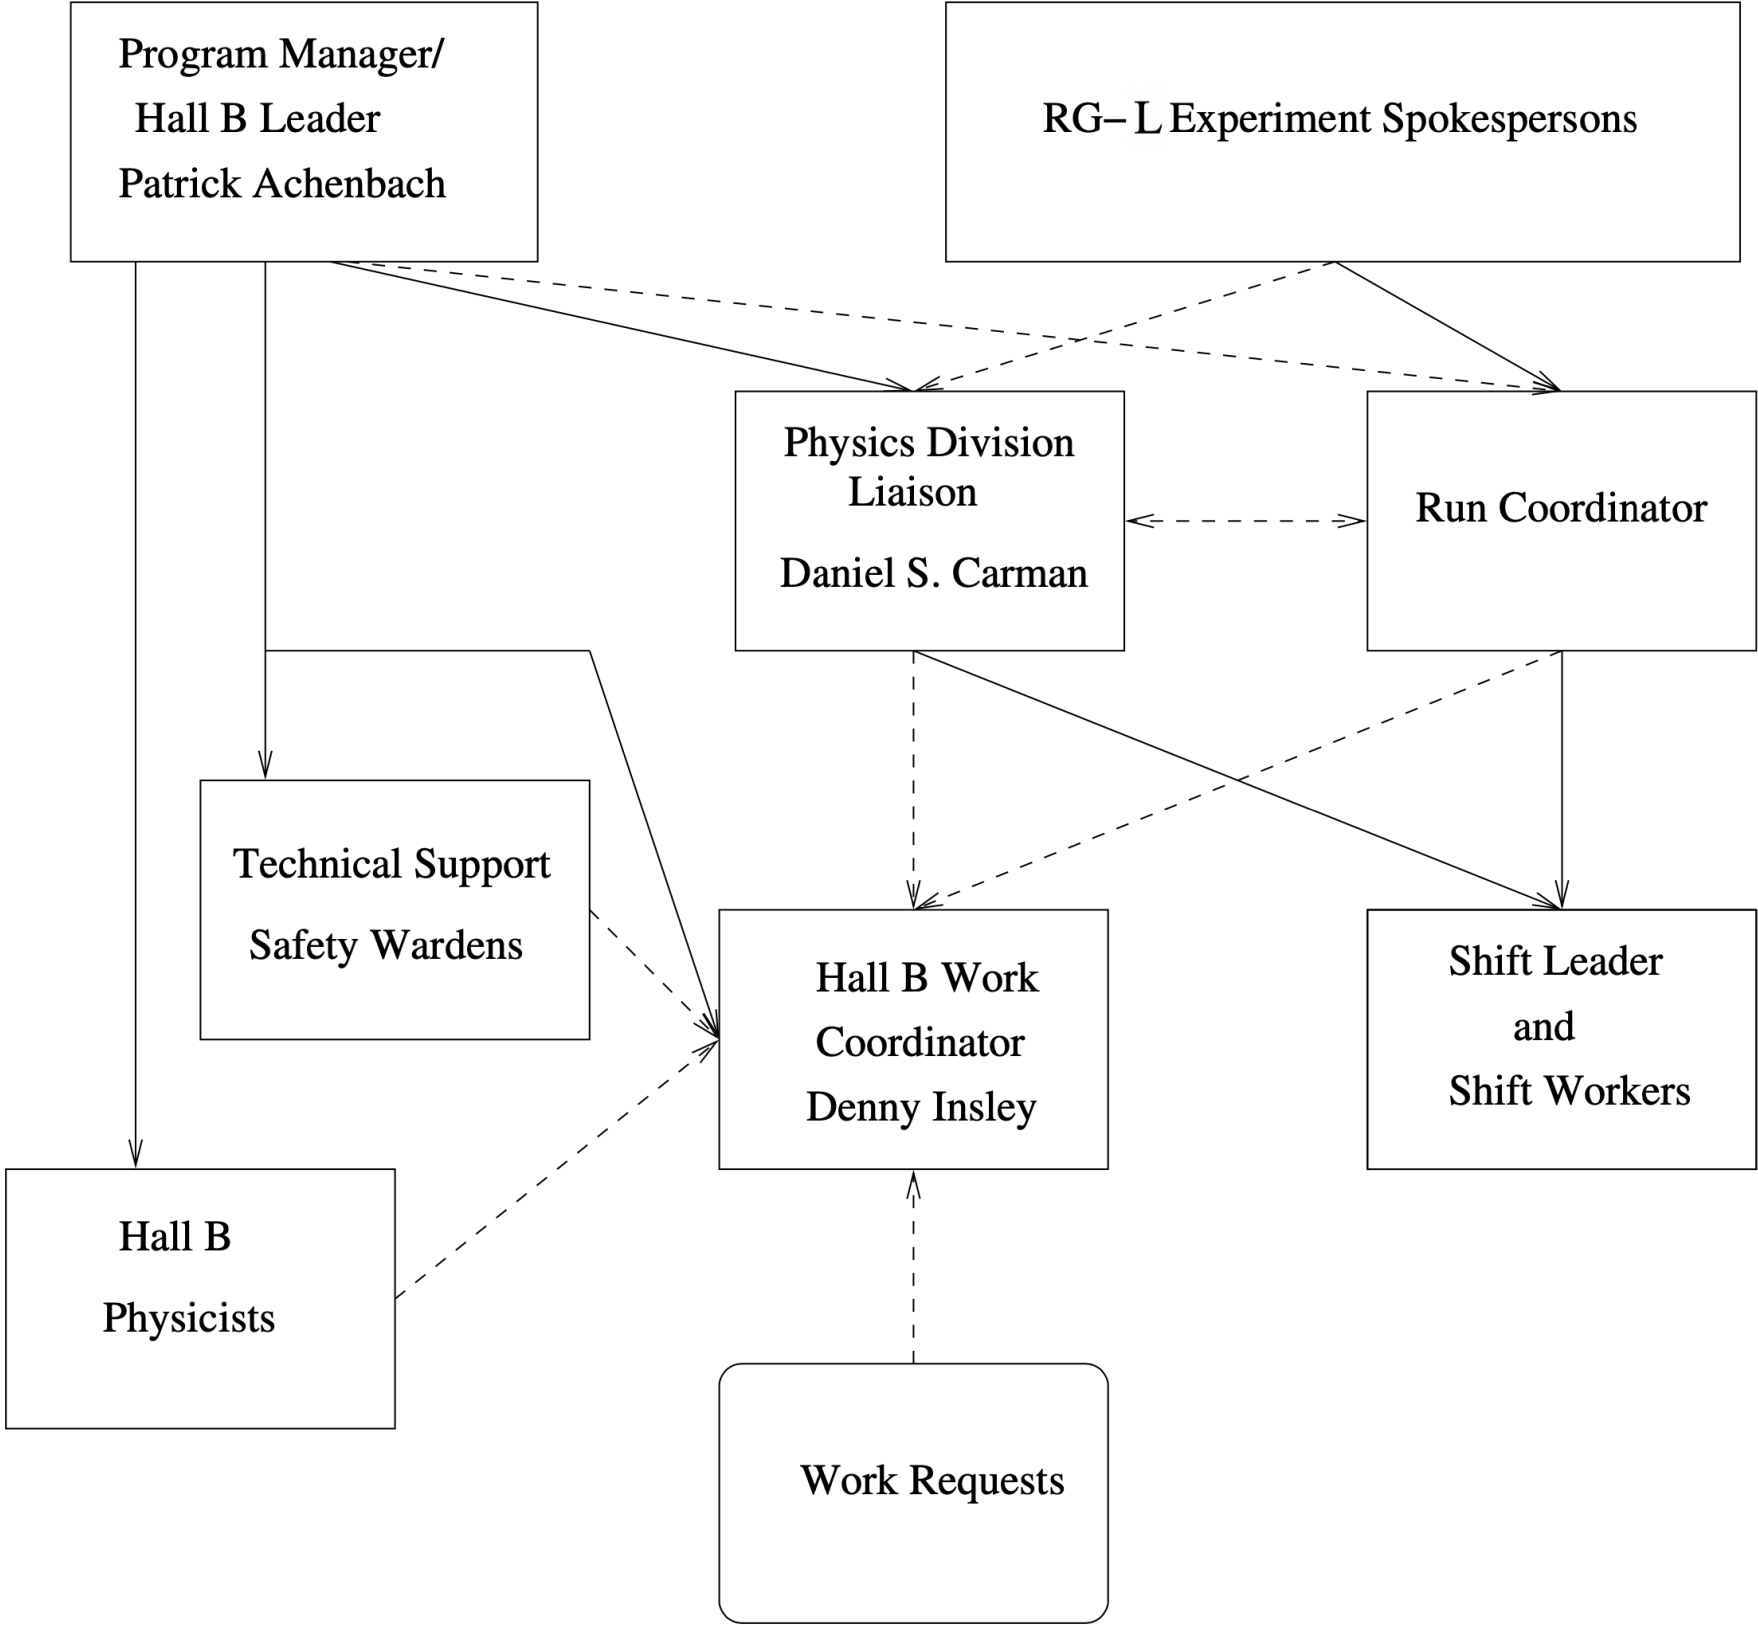 Program Manager/
Hall B Leader
Patrick Achenbach
RG–L Experiment Spokespersons
Physics Division
Liaison
Daniel S. Carman
Run Coordinator
Technical Support
Safety Wardens
Hall B Work
Coordinator
Denny Insley
Shift Leader
and
Shift Workers
Hall B
Physicists
Work Requests